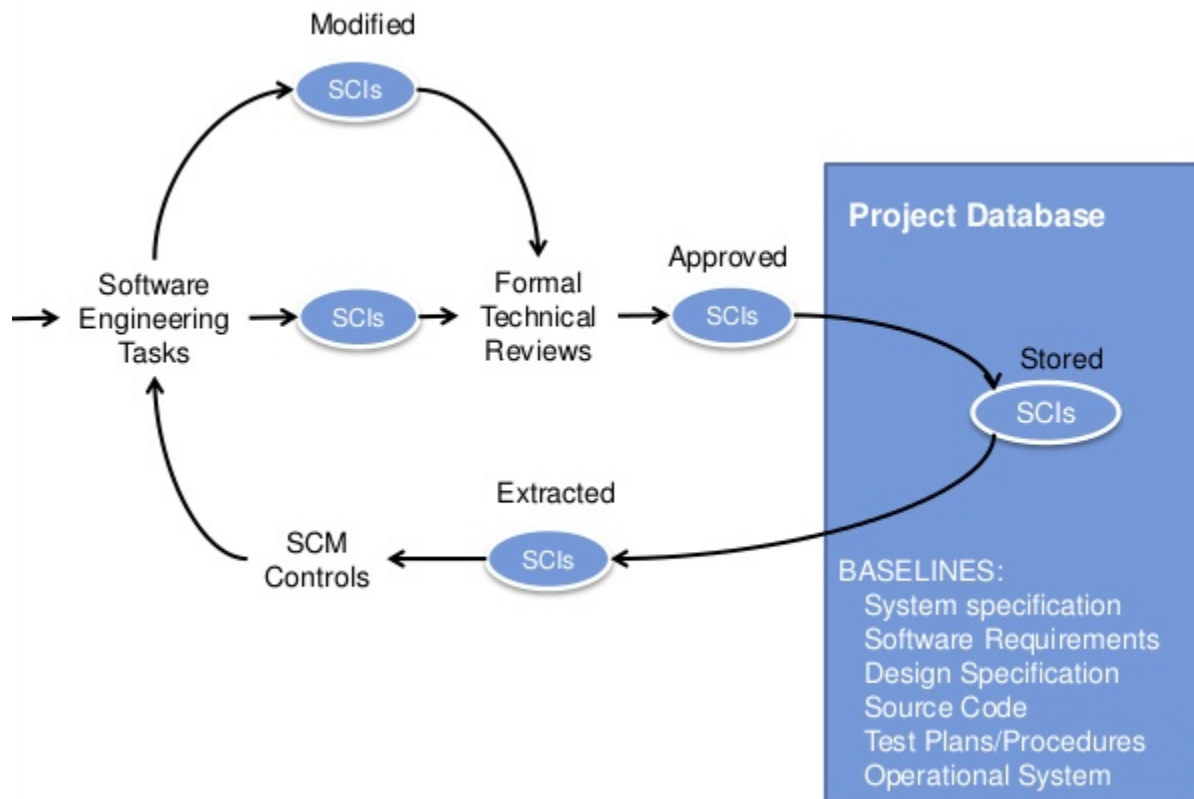 Modified
SCIs
Project Database
Software
Engineering
Tasks
SCIs
Formal
Technical
Reviews
Approved
SCIs
Stored
SCIs
Extracted
SCIs
SCM
Controls
BASELINES:
System specification
Software Requirements
Design Specification
Source Code
Test Plans/Procedures
Operational System